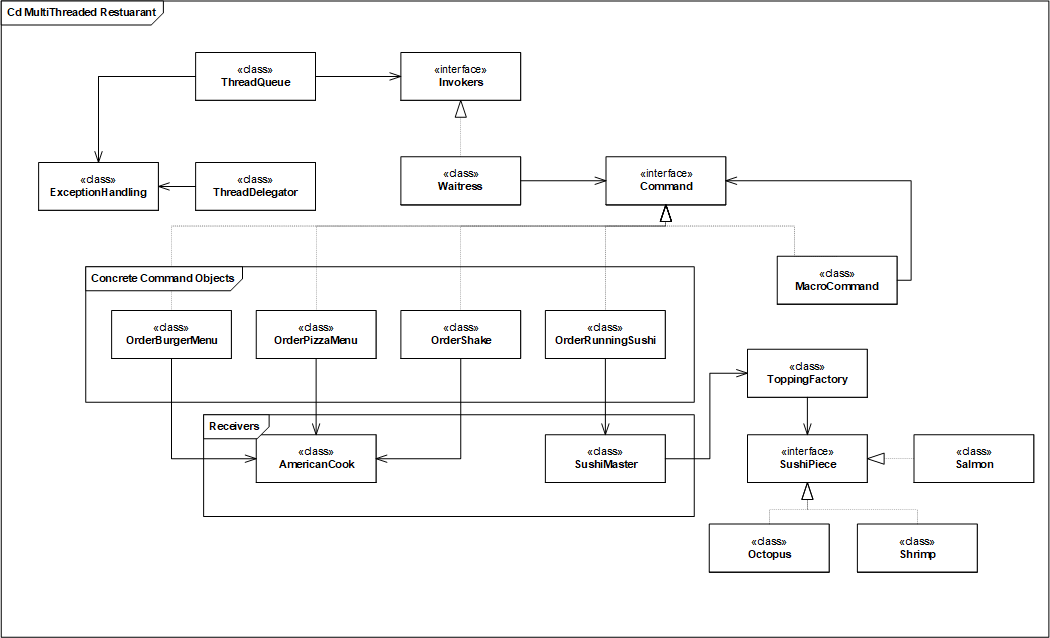 Cd MultiThreaded Restuarant
«class»
ThreadQueue
«interface»
Invokers
«class»
ExceptionHandling
«class»
ThreadDelegator
«class»
Waitress
«interface»
Command
«class»
MacroCommand
Concrete Command Objects
«class»
OrderBurgerMenu
«class»
OrderPizzaMenu
«class»
OrderShake
«class»
OrderRunningSushi
«class»
ToppingFactory
Receivers
«class»
AmericanCook
«class»
SushiMaster
«interface»
SushiPiece
«class»
Salmon
«class»
Octopus
«class»
Shrimp